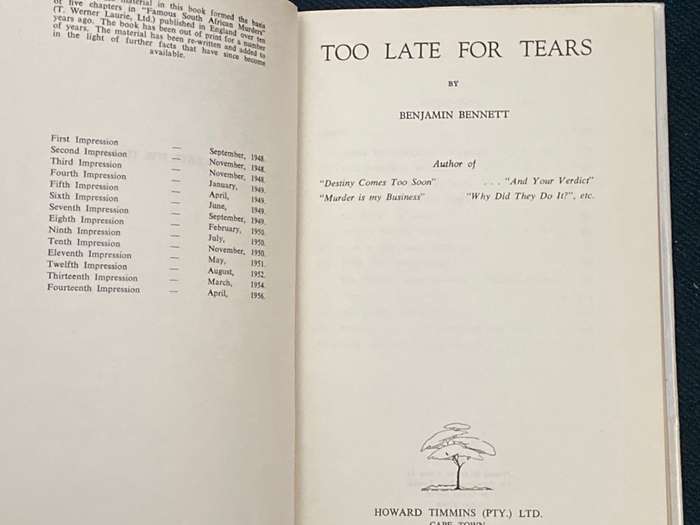 material in this book formed the basis
of five chapters in "Famous South African Murders"
(T. Werner Laurie, Ltd.) published in England over ten
years ago. The book has been out of print for a number
of years. The material has been re-written and added to
in the light of further facts that have since become
available.
First Impression — September, 1948.
Second Impression — November, 1948.
Third Impression — November, 1948.
Fourth Impression — January, 1949.
Fifth Impression — April, 1949.
Sixth Impression — June, 1949.
Seventh Impression — September, 1949.
Eighth Impression — February, 1950.
Ninth Impression — July, 1950.
Tenth Impression — November, 1950.
Eleventh Impression — May, 1951.
Twelfth Impression — August, 1952.
Thirteenth Impression — March, 1954.
Fourteenth Impression — April, 1956.
TOO LATE FOR TEARS
BY
BENJAMIN BENNETT
Author of
"Destiny Comes Too Soon" . . . "And Your Verdict"
"Murder is my Business" "Why Did They Do It?", etc.
HOWARD TIMMINS (PTY.) LTD.
CAPE TOWN